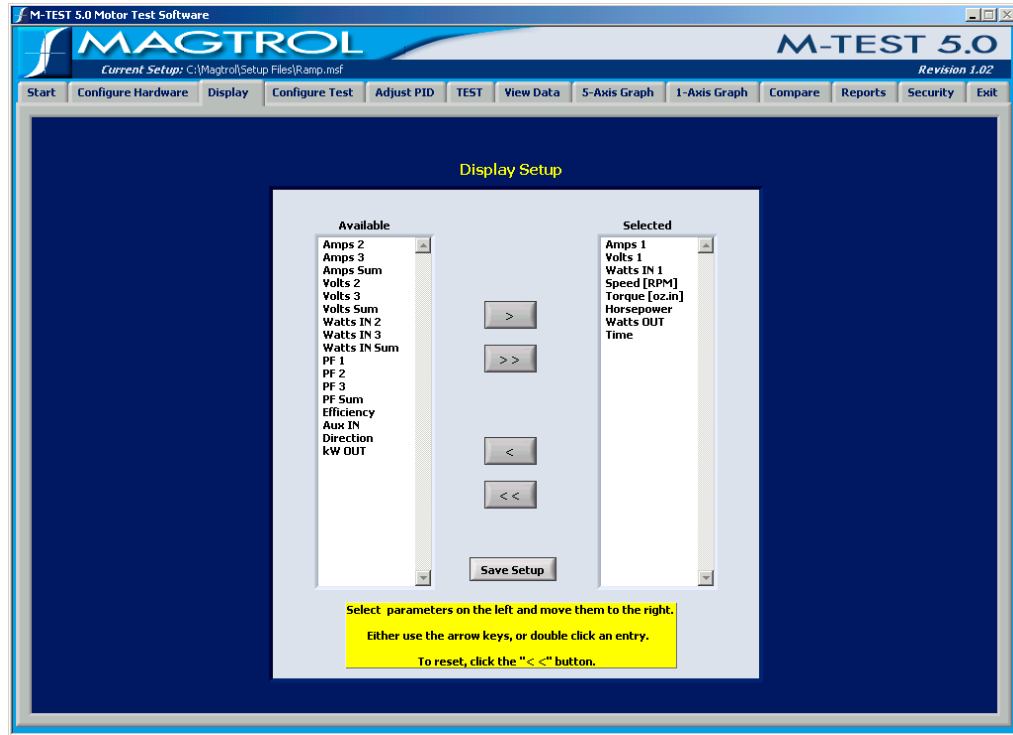 M-TEST 5.0 Motor Test Software
MAGTROL
M-TEST 5.0
Current Setup: C:\Magtrol\Setup Files\Ramp.msf
Revision 1.02
Start Configure Hardware Display Configure Test Adjust PID TEST View Data 5-Axis Graph 1-Axis Graph Compare Reports Security Exit
Display Setup
Available
Amps 2
Amps 3
Amps Sum
Volts 2
Volts 3
Volts Sum
Watts IN 2
Watts IN 3
Watts IN Sum
PF 1
PF 2
PF 3
PF Sum
Efficiency
Aux IN
Direction
kW OUT
>
>>
<
<<
Save Setup
Selected
Amps 1
Volts 1
Watts IN 1
Speed [RPM]
Torque [oz.in]
Horsepower
Watts OUT
Time
Select parameters on the left and move them to the right.
Either use the arrow keys, or double click an entry.
To reset, click the "< <" button.